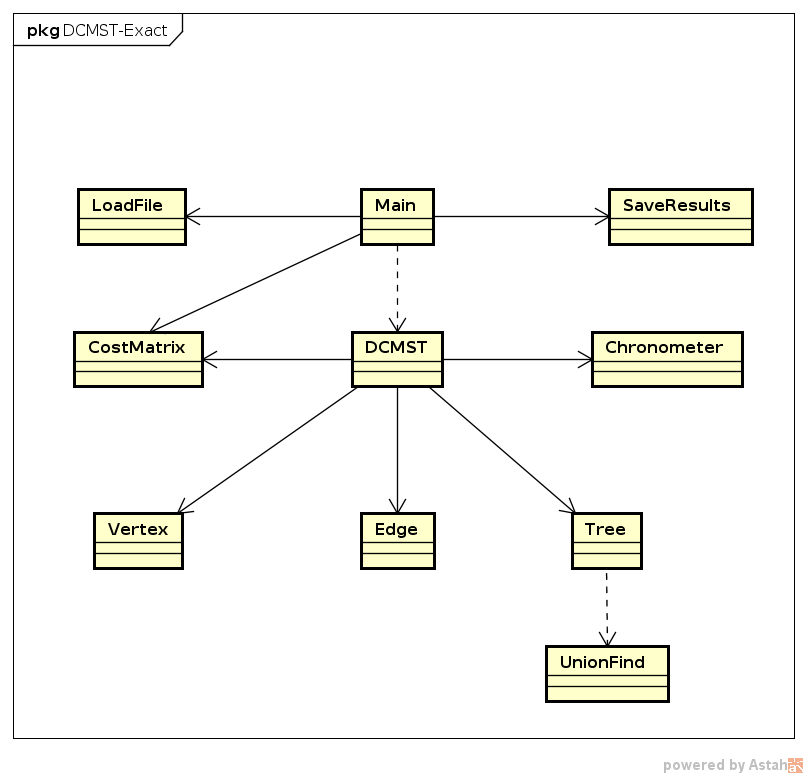 pkg DCMST-Exact
LoadFile
Main
SaveResults
CostMatrix
DCMST
Chronometer
Vertex
Edge
Tree
UnionFind
powered by Astah